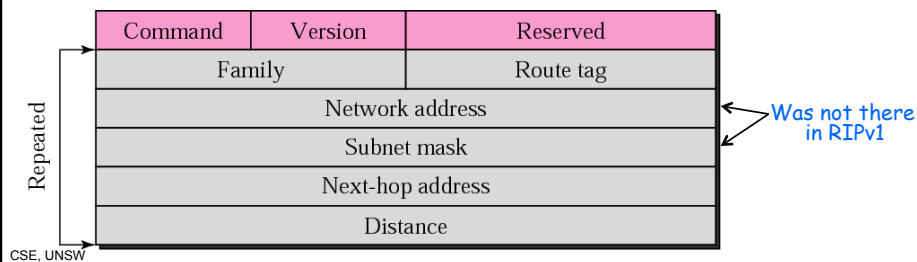 Command Version Reserved
Family Route tag
Network address
Was not there
in RIPv1
Subnet mask
Next-hop address
Distance
Repeated
CSE, UNSW